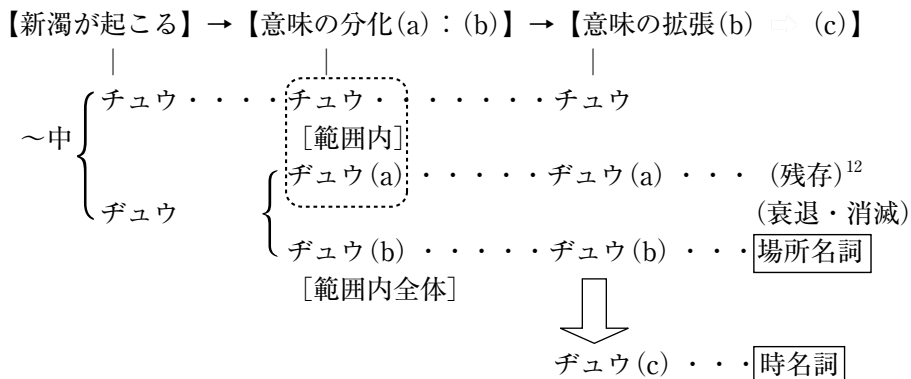 【新濁が起こる】→【意味の分化(a)：(b)】→【意味の拡張(b) ⇨ (c)】
チュウ・・・・チュウ・・・・・・・チュウ
～中
［範囲内］
ヂュウ(a)・・・・・ヂュウ(a)・・・ (残存)12
ヂュウ
(衰退・消滅)
ヂュウ(b)・・・・・ヂュウ(b)・・・場所名詞
［範囲内全体］
ヂュウ(c)・・・時名詞